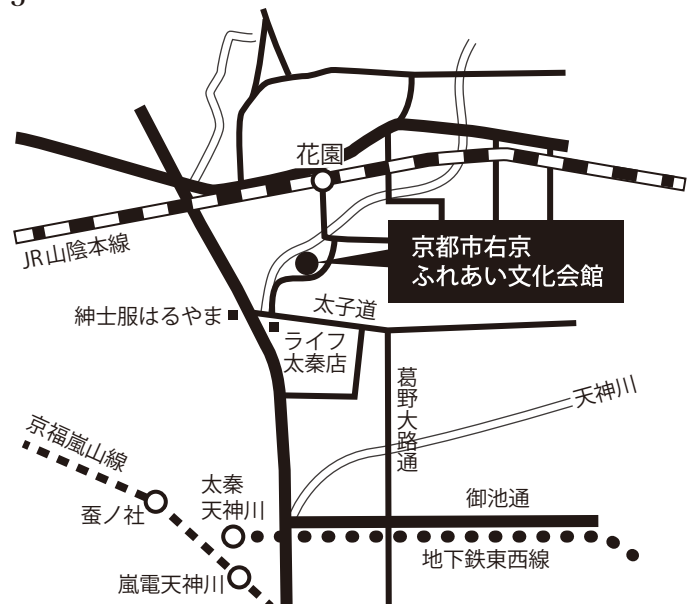 花園
JR山陰本線
京都市右京
ふれあい文化会館
太子道
紳士服はるやま
ライフ
太秦店
葛野大路通
天神川
京福嵐山線
太秦
天神川
御池通
蚕ノ社
地下鉄東西線
嵐電天神川